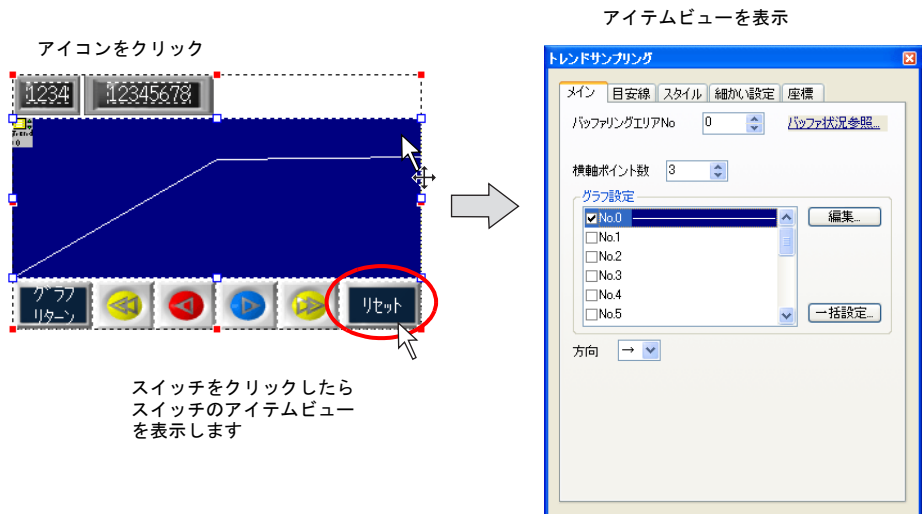 アイテムビューを表示
アイコンをクリック
1234
12345678
グラフ
リターン
リセット
スイッチをクリックしたら
スイッチのアイテムビュー
を表示します
トレンドサンプリング
メイン 目安線 スタイル 細かい設定 座標
バッファリングエリアNo 0 バッファ状況参照...
横軸ポイント数 3
グラフ設定
No.0
No.1
No.2
No.3
No.4
No.5
編集...
一括設定...
方向 →